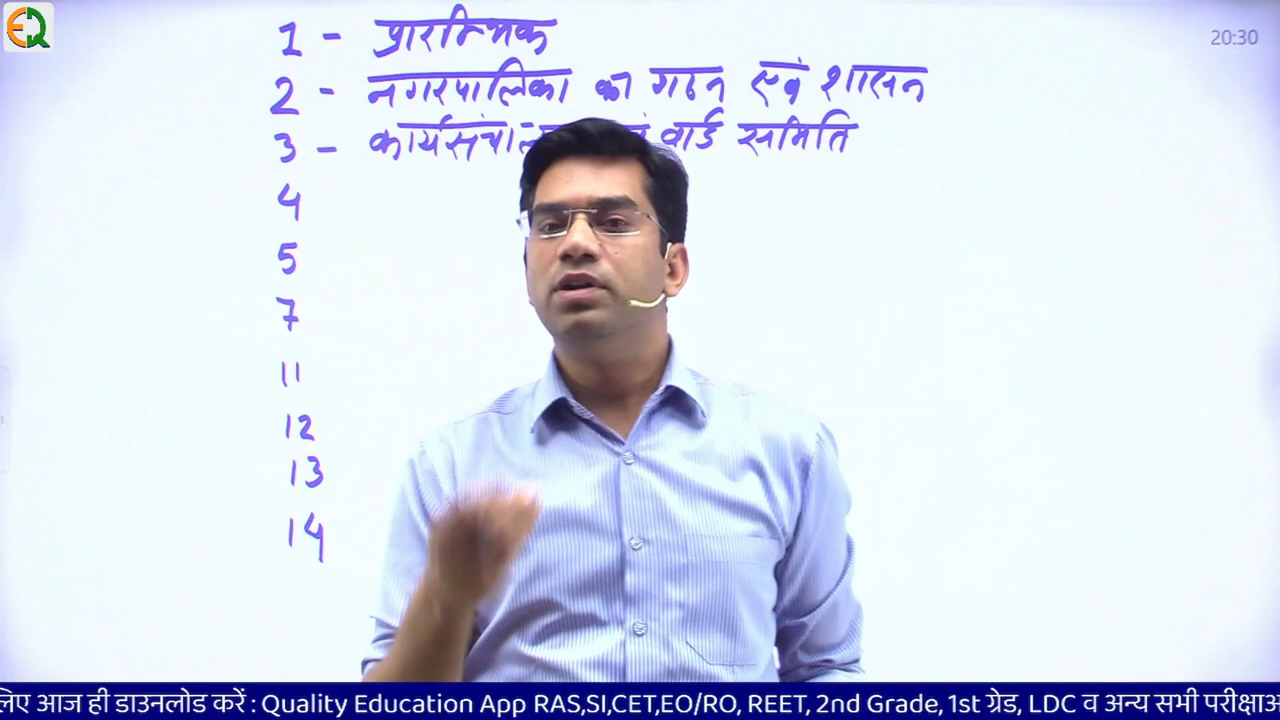 EQ
20:30
1 - प्रारम्भिक
2 - नगरपालिका का गठन एवं शासन
3 - कार्यसंचाल वार्ड समिति
4
5
7
11
12
13
14
लिए आज ही डाउनलोड करें : Quality Education App RAS,SI,CET,EO/RO, REET, 2nd Grade, 1st ग्रेड, LDC व अन्य सभी परीक्षाओ